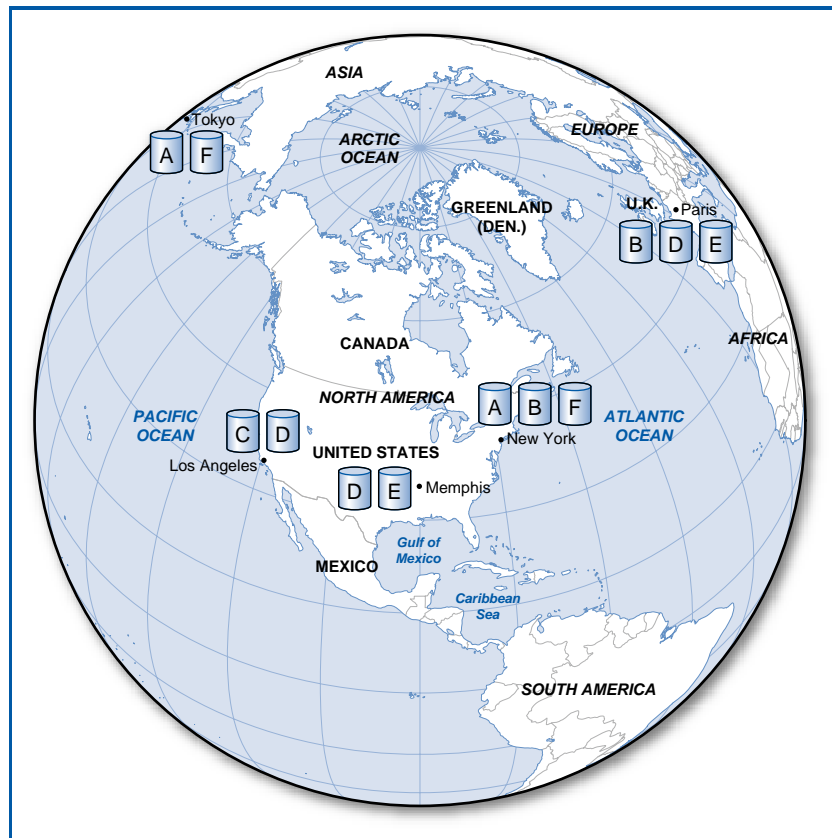 ASIA
Tokyo
A F
ARCTIC
OCEAN
EUROPE
GREENLAND
(DEN.)
U.K.
Paris
B D E
AFRICA
CANADA
NORTH AMERICA
A B F
PACIFIC
OCEAN
C D
ATLANTIC
OCEAN
New York
UNITED STATES
Los Angeles
D E
Memphis
Gulf of
Mexico
MEXICO
Caribbean
Sea
SOUTH AMERICA